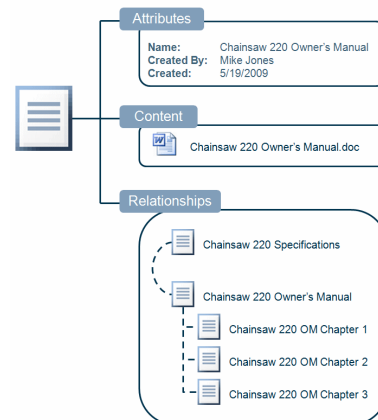 Attributes
Name: Chainsaw 220 Owner's Manual
Created By: Mike Jones
Created: 5/19/2009
Content
Chainsaw 220 Owner's Manual.doc
Relationships
Chainsaw 220 Specifications
Chainsaw 220 Owner's Manual
Chainsaw 220 OM Chapter 1
Chainsaw 220 OM Chapter 2
Chainsaw 220 OM Chapter 3